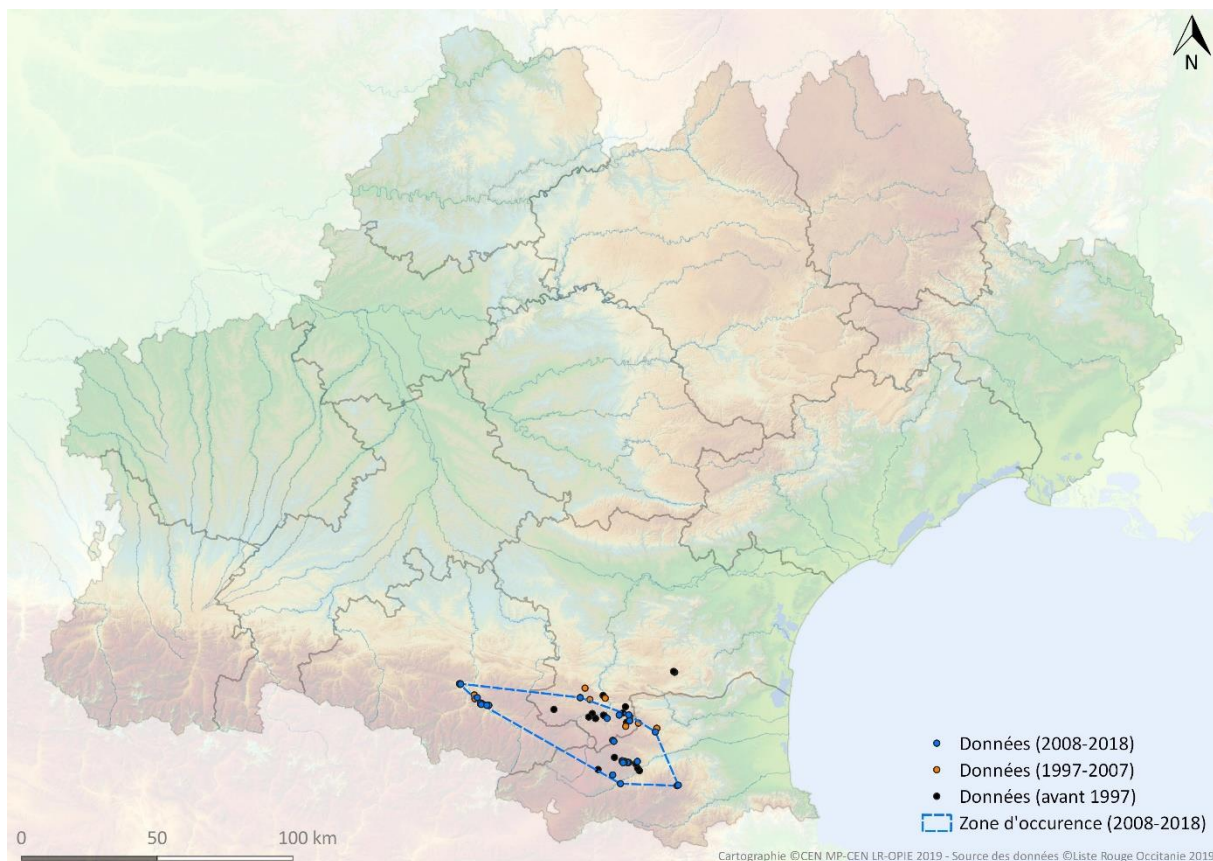 N
Données (2008-2018)
Données (1997-2007)
Données (avant 1997)
Zone d'occurence (2008-2018)
0 50 100 km
Cartographie ©CEN MP-CEN LR-OPIE 2019 - Source des données ©Liste Rouge Occitanie 2019